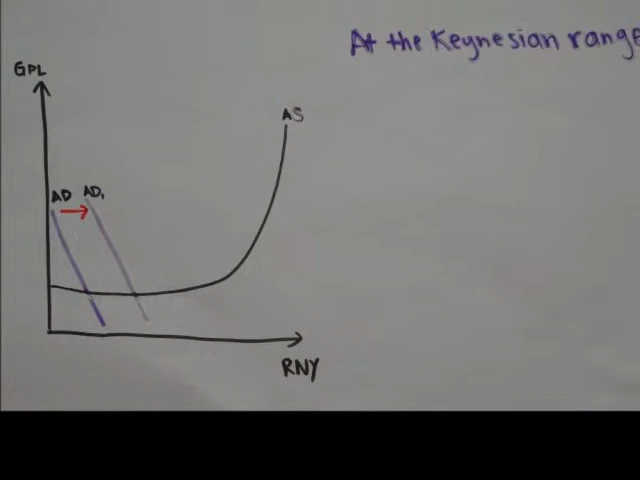 At the Keynesian range
GPL
AS
AD AD₁
RNY